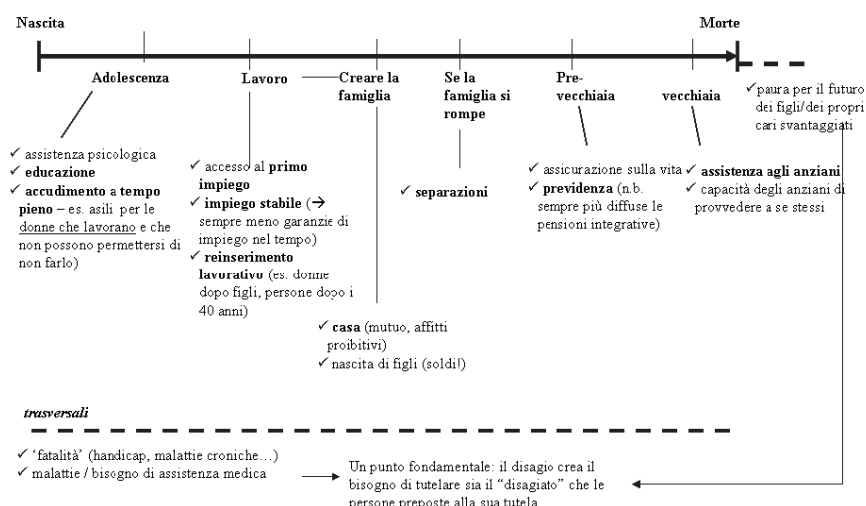 Nascita
Morte
Adolescenza
Lavoro
Creare la
famiglia
Se la
famiglia si
rompe
Pre-
vecchiaia
vecchiaia
✓ paura per il futuro
dei figli/dei propri
cari svantaggiati
✓ assistenza psicologica
✓ educazione
✓ accudimento a tempo
pieno – es. asili per le
donne che lavorano e che
non possono permettersi di
non farlo)
✓ accesso al primo
impiego
✓ impiego stabile (→
sempre meno garanzie di
impiego nel tempo)
✓ reinserimento
lavorativo (es. donne
dopo figli, persone dopo i
40 anni)
✓ casa (mutuo, affitti
proibitivi)
✓ nascita di figli (soldi!)
✓ separazioni
✓ assicurazione sulla vita
✓ previdenza (n.b.
sempre più diffuse le
pensioni integrative)
✓ assistenza agli anziani
✓ capacità degli anziani di
provvedere a se stessi
trasversali
✓ ‘fatalità’ (handicap, malattie croniche…)
✓ malattie / bisogno di assistenza medica
Un punto fondamentale: il disagio crea il
bisogno di tutelare sia il “disagiato” che le
persone preposte alla sua tutela